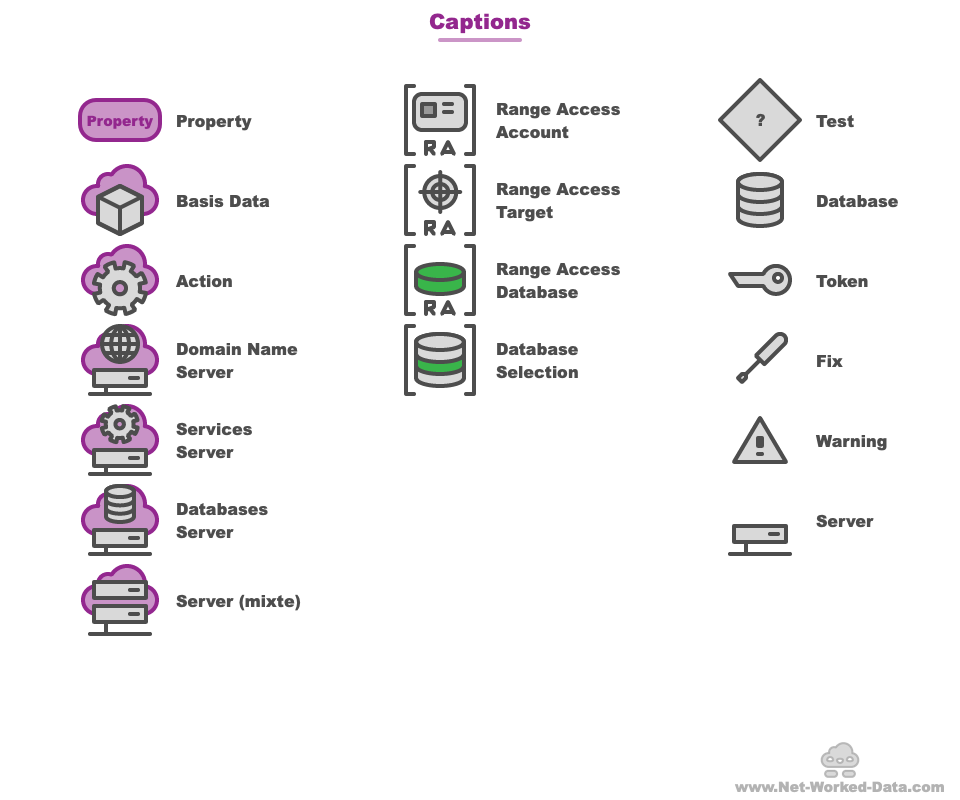 Captions
Property
Property
Basis Data
Action
Domain Name
Server
Services
Server
Databases
Server
Server (mixte)
RA
Range Access
Account
RA
Range Access
Target
RA
Range Access
Database
Database
Selection
?
Test
Database
Token
Fix
Warning
Server
www.Net-Worked-Data.com